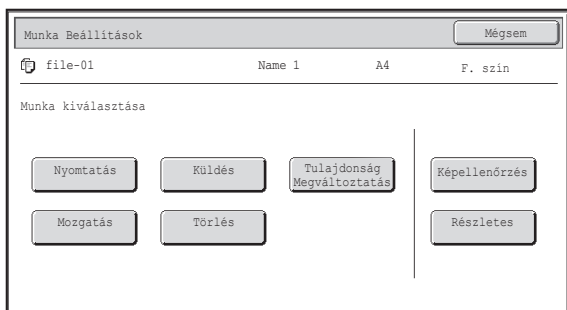 Munka Beállítások
Mégsem
file-01 Name 1 A4 F. szín
Munka kiválasztása
Nyomtatás Küldés Tulajdonság Megváltoztatás Képellenőrzés
Mozgatás Törlés Részletes